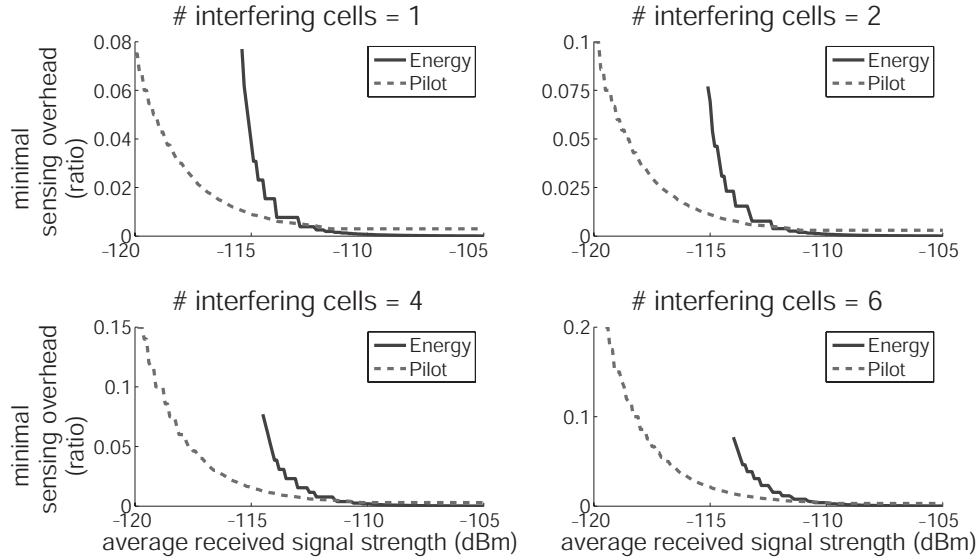 # interfering cells = 1
# interfering cells = 2
minimal
sensing overhead
(ratio)
0.08
0.06
0.04
0.02
0
−120
−115
−110
−105
Energy
Pilot
0.1
0.075
0.05
0.025
0
−120
−115
−110
−105
Energy
Pilot
# interfering cells = 4
# interfering cells = 6
minimal
sensing overhead
(ratio)
0.15
0.1
0.05
0
−120
−115
−110
−105
Energy
Pilot
average received signal strength (dBm)
0.2
0.1
0
−120
−115
−110
−105
Energy
Pilot
average received signal strength (dBm)